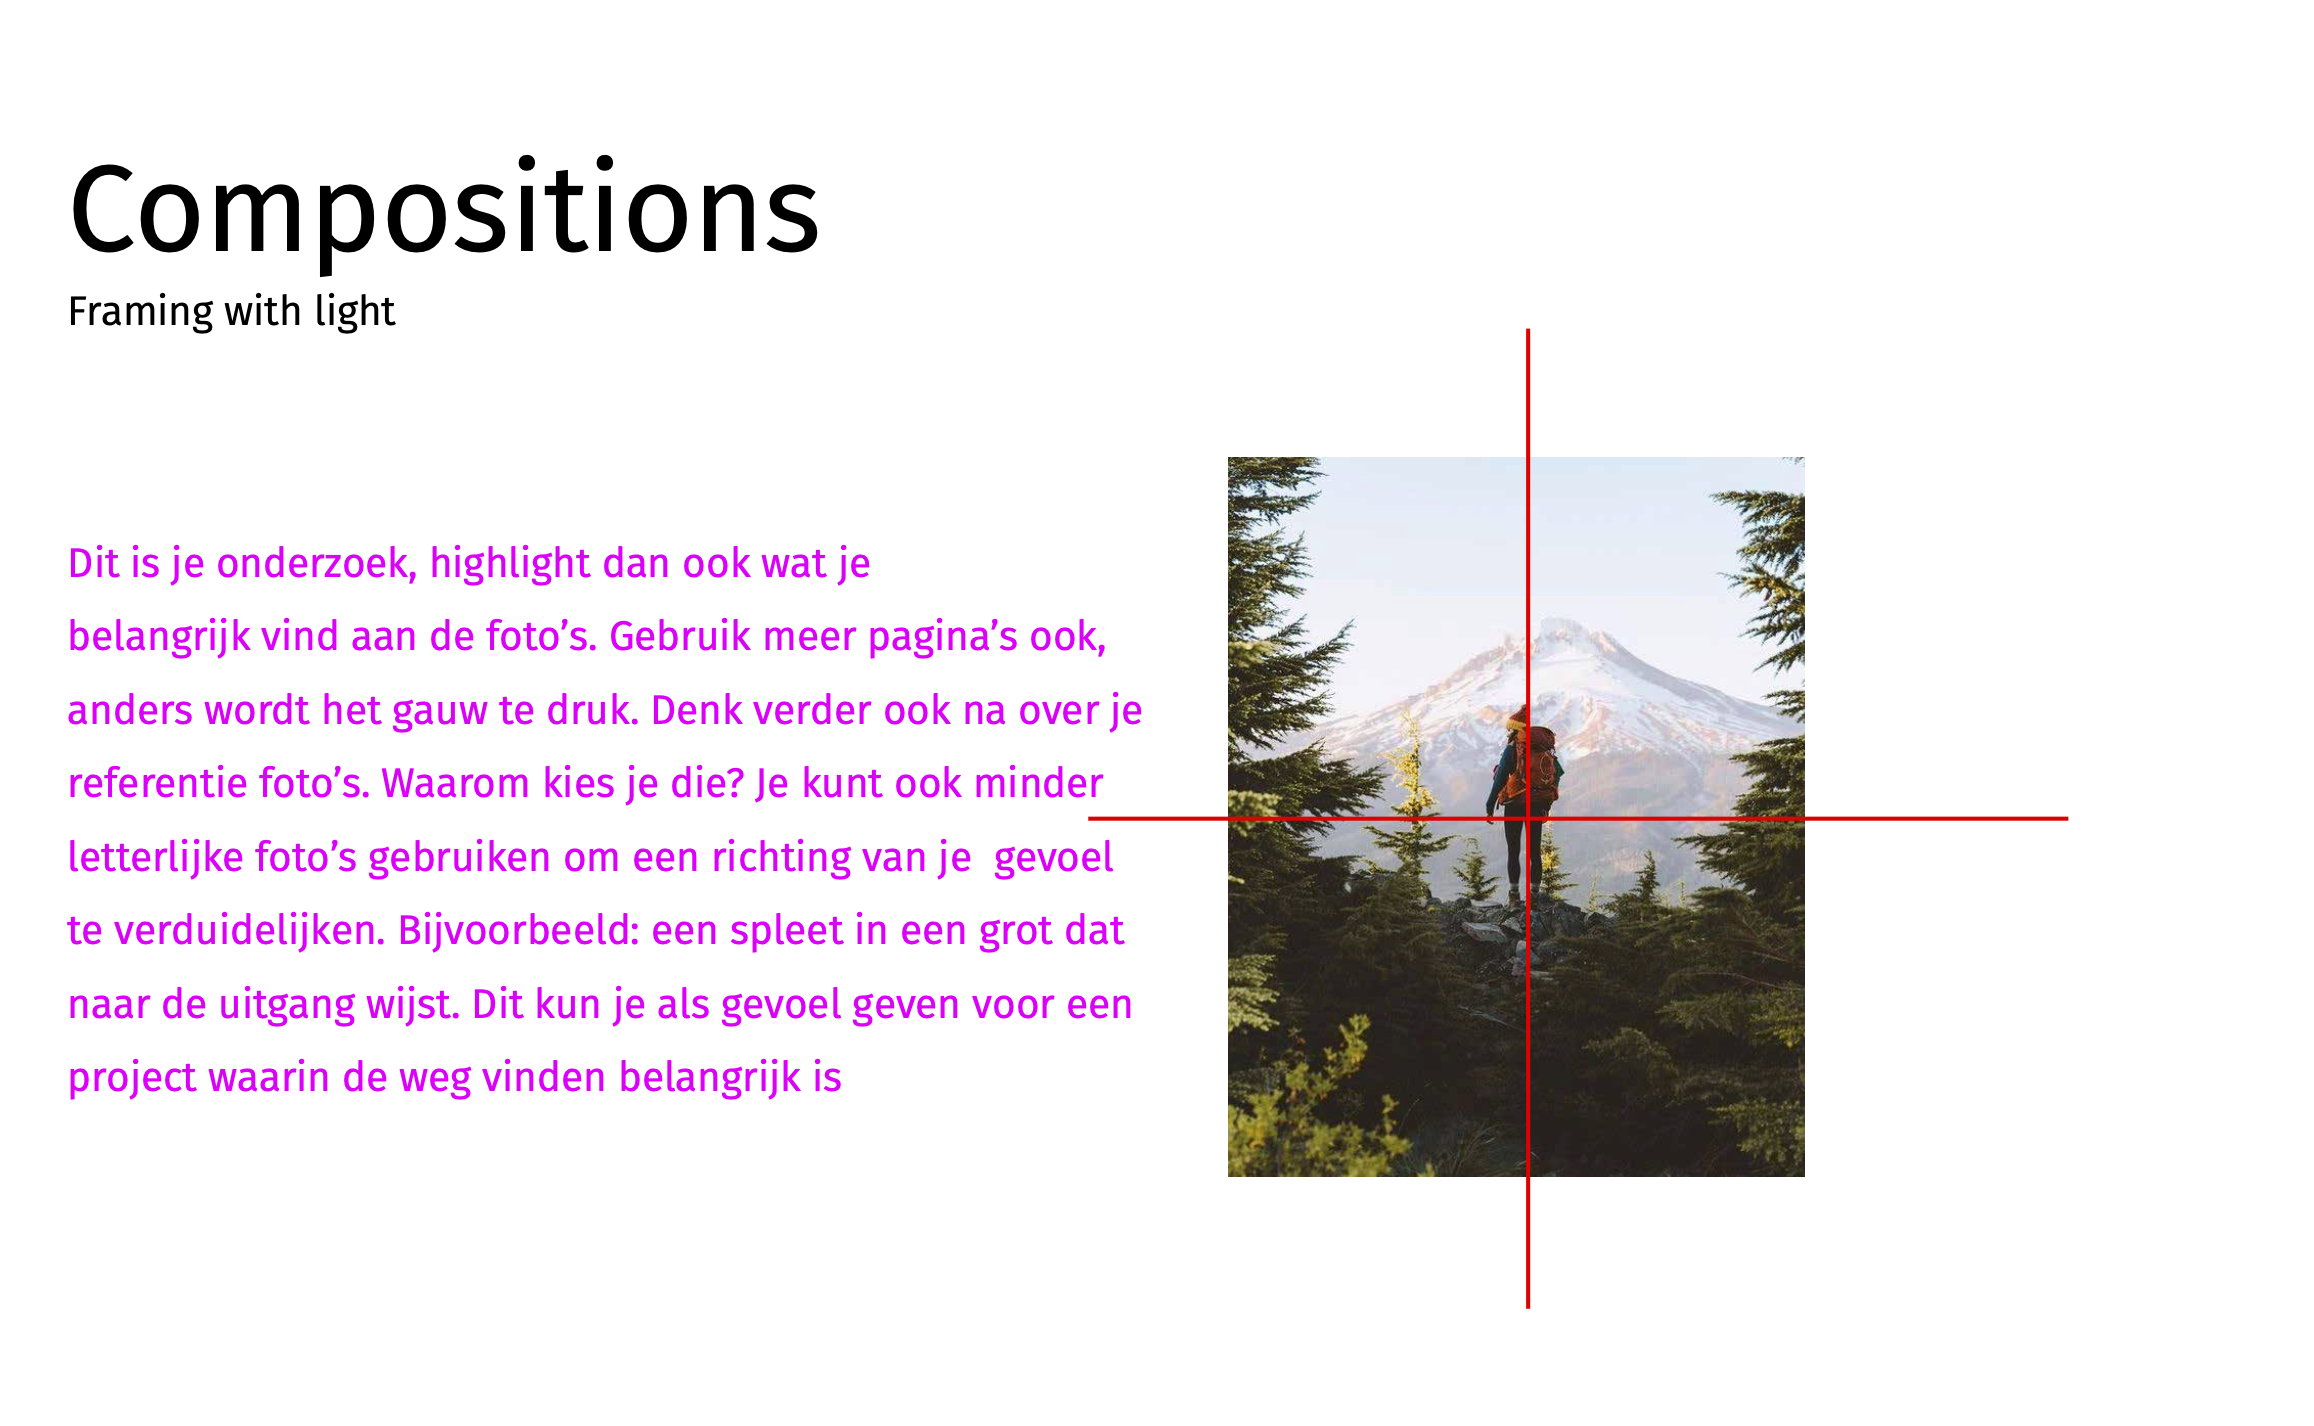 Compositions
Framing with light
Dit is je onderzoek, highlight dan ook wat je
belangrijk vind aan de foto’s. Gebruik meer pagina’s ook,
anders wordt het gauw te druk. Denk verder ook na over je
referentie foto’s. Waarom kies je die? Je kunt ook minder
letterlijke foto’s gebruiken om een richting van je  gevoel
te verduidelijken. Bijvoorbeeld: een spleet in een grot dat
naar de uitgang wijst. Dit kun je als gevoel geven voor een
project waarin de weg vinden belangrijk is